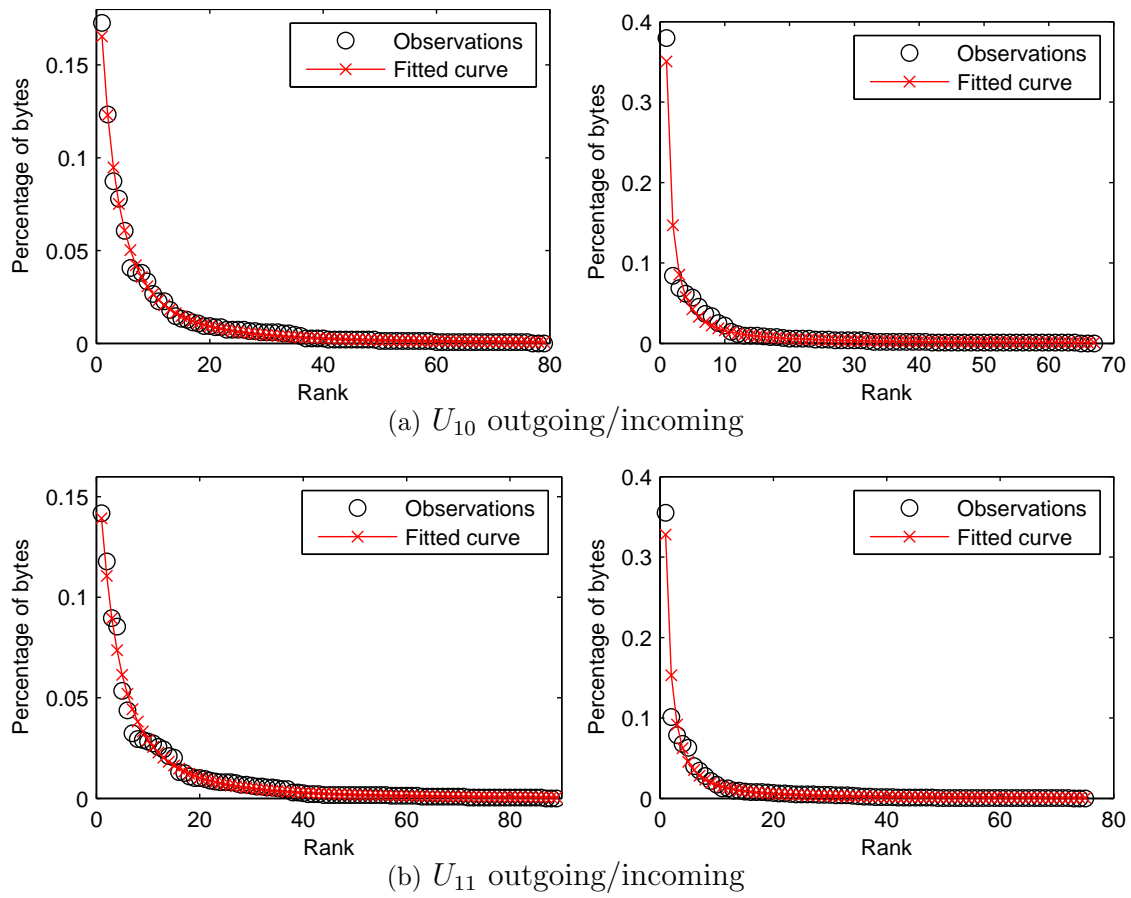 0.15
0.1
0.05
0
0 20 40 60 80
Percentage of bytes
Rank
Observations
Fitted curve
0.4
0.3
0.2
0.1
0
0 10 20 30 40 50 60 70
Percentage of bytes
Rank
Observations
Fitted curve
(a) U10 outgoing/incoming
0.15
0.1
0.05
0
0 20 40 60 80
Percentage of bytes
Rank
Observations
Fitted curve
0.4
0.3
0.2
0.1
0
0 20 40 60 80
Percentage of bytes
Rank
Observations
Fitted curve
(b) U11 outgoing/incoming